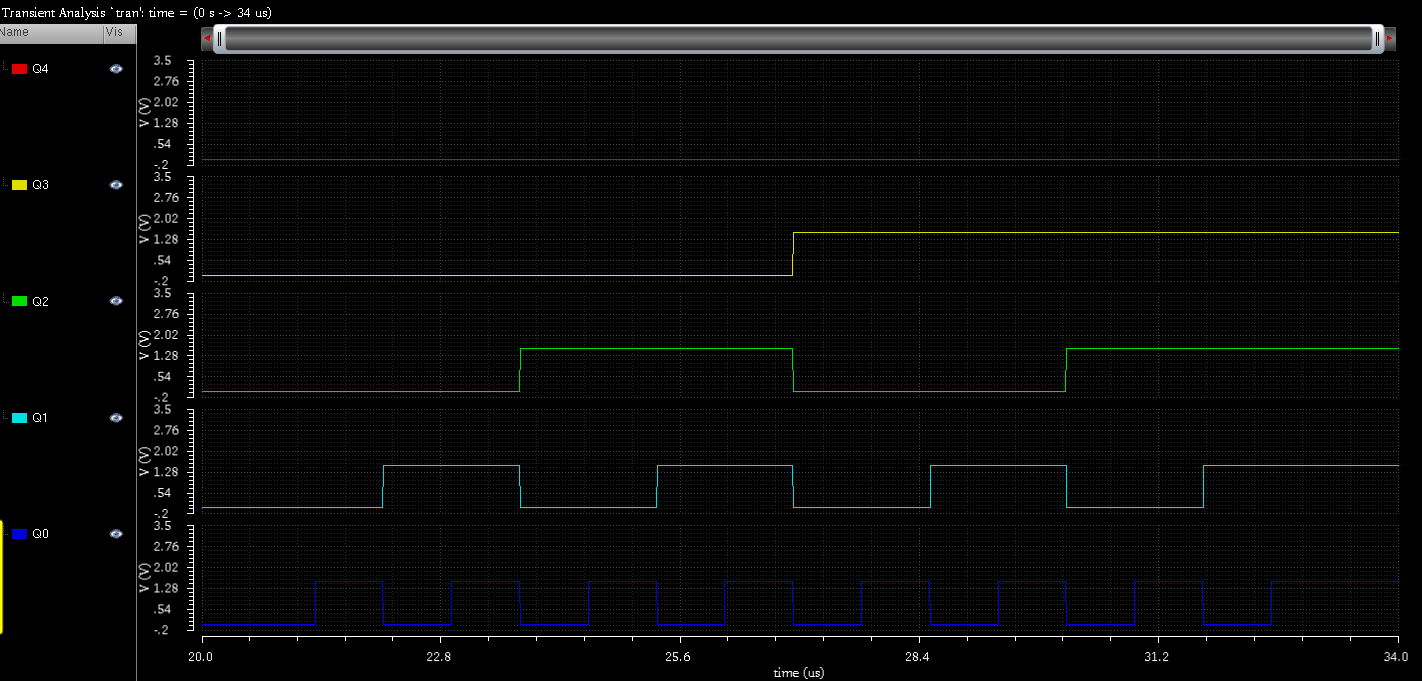 Transient Analysis `tran': time = (0 s -> 34 us)
Name Vis
Q4
3.5
2.76
2.02
1.28
.54
-.2
V (V)
Q3
3.5
2.76
2.02
1.28
.54
-.2
V (V)
Q2
3.5
2.76
2.02
1.28
.54
-.2
V (V)
Q1
3.5
2.76
2.02
1.28
.54
-.2
V (V)
Q0
3.5
2.76
2.02
1.28
.54
-.2
V (V)
20.0 22.8 25.6 28.4 31.2 34.0
time (us)